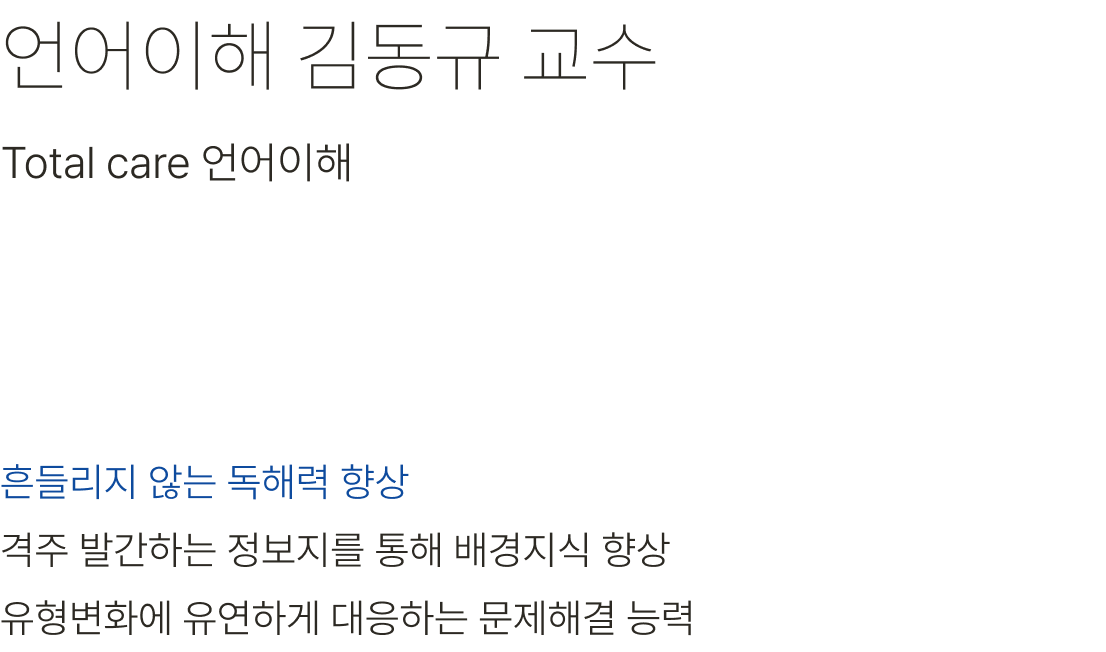 언어이해 김동규 교수
Total care 언어이해
흔들리지 않는 독해력 향상
격주 발간하는 정보지를 통해 배경지식 향상
유형변화에 유연하게 대응하는 문제해결 능력